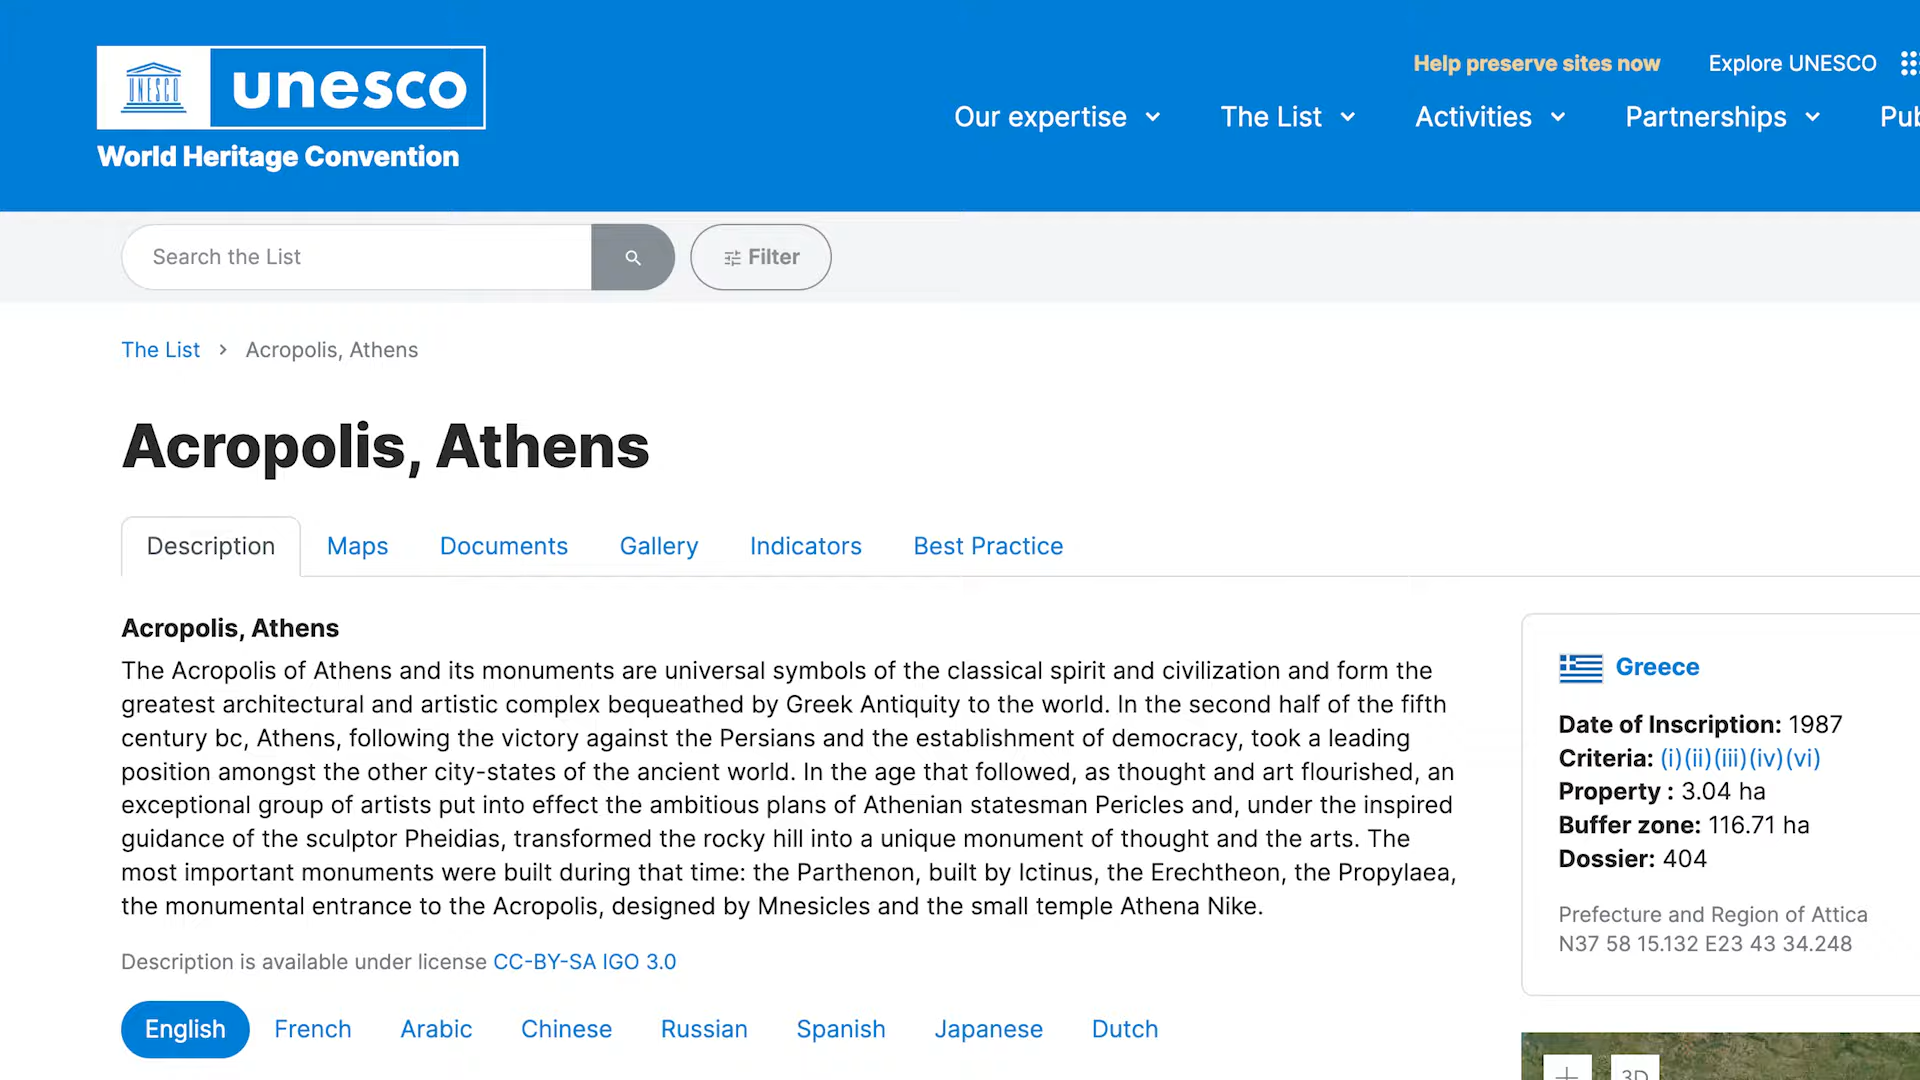 UNESCO
unesco
World Heritage Convention
Help preserve sites now
Explore UNESCO
Our expertise
The List
Activities
Partnerships
Search the List
Filter
The List > Acropolis, Athens
Acropolis, Athens
Description
Maps
Documents
Gallery
Indicators
Best Practice
Acropolis, Athens
The Acropolis of Athens and its monuments are universal symbols of the classical spirit and civilization and form the
greatest architectural and artistic complex bequeathed by Greek Antiquity to the world. In the second half of the fifth
century bc, Athens, following the victory against the Persians and the establishment of democracy, took a leading
position amongst the other city-states of the ancient world. In the age that followed, as thought and art flourished, an
exceptional group of artists put into effect the ambitious plans of Athenian statesman Pericles and, under the inspired
guidance of the sculptor Pheidias, transformed the rocky hill into a unique monument of thought and the arts. The
most important monuments were built during that time: the Parthenon, built by Ictinus, the Erechtheon, the Propylaea,
the monumental entrance to the Acropolis, designed by Mnesicles and the small temple Athena Nike.
Description is available under license CC-BY-SA IGO 3.0
English
French
Arabic
Chinese
Russian
Spanish
Japanese
Dutch
Greece
Date of Inscription: 1987
Criteria: (i)(ii)(iii)(iv)(vi)
Property : 3.04 ha
Buffer zone: 116.71 ha
Dossier: 404
Prefecture and Region of Attica
N37 58 15.132 E23 43 34.248
3D